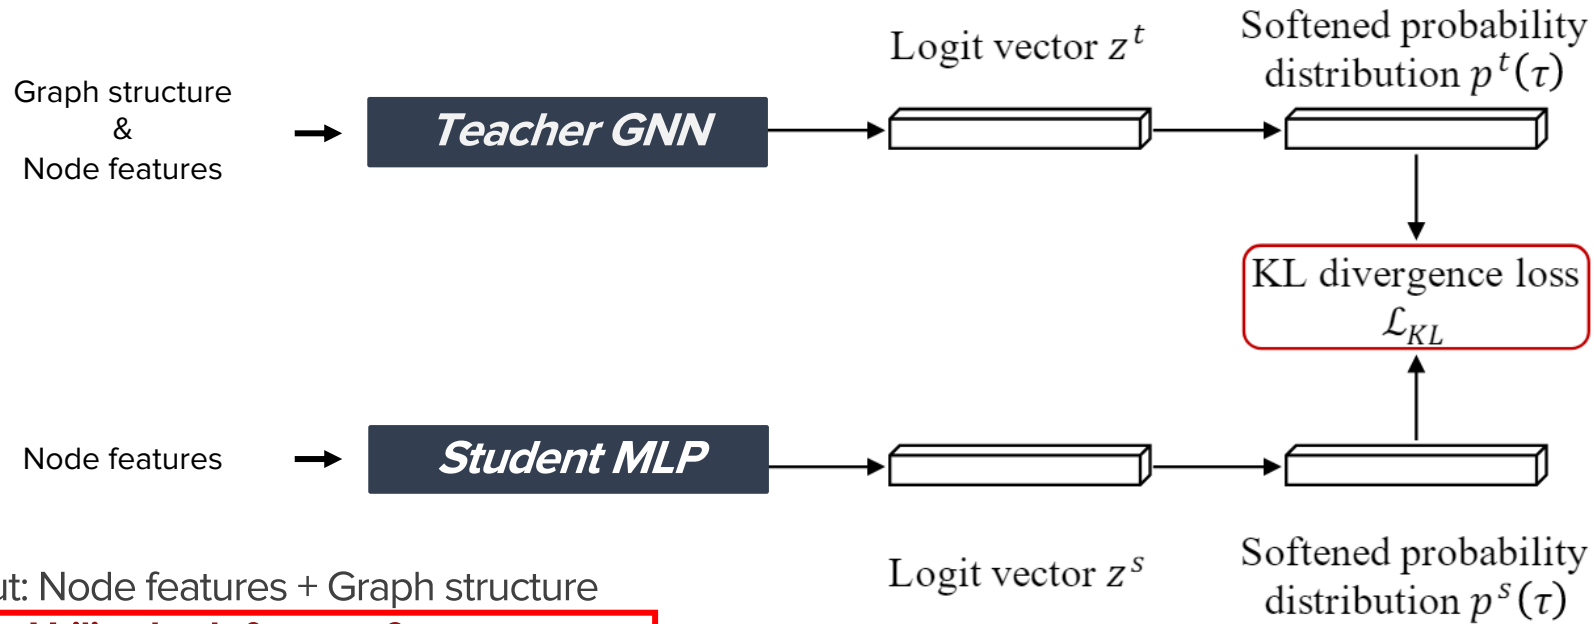 Logit vector z^t
Softened probability
distribution p^t(τ)
Graph structure
&
Node features
Teacher GNN
KL divergence loss
ℒ_KL
Node features
Student MLP
Logit vector z^s
Softened probability
distribution p^s(τ)
Node features + Graph structure